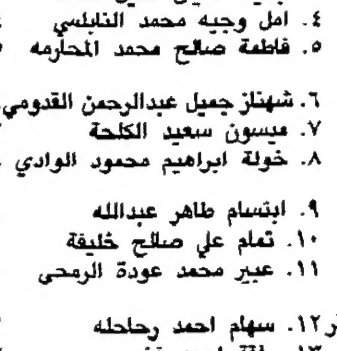 ٤. امل وجيه محمد النابلسي
٥. فاطمة صالح محمد المحارمه
٦. شهناز جميل عبدالرحمن القدومي
٧. ميسون سعيد الكلحة
٨. خولة ابراهيم محمود الوادي
٩. ابتسام طاهر عبدالله
١٠. تمام علي صالح خليفة
١١. عبير محمد عودة الرمحى
١٢. سهام احمد رحاحله